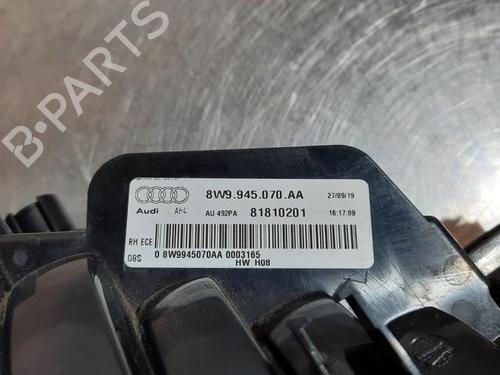 B-PARTS
8W9.945.070.AA 27/09/19
Audi AH4 AU 492PA 81810201 16:17:09
RH ECE 0 8W9945070AA 0003165
S80 HW H08